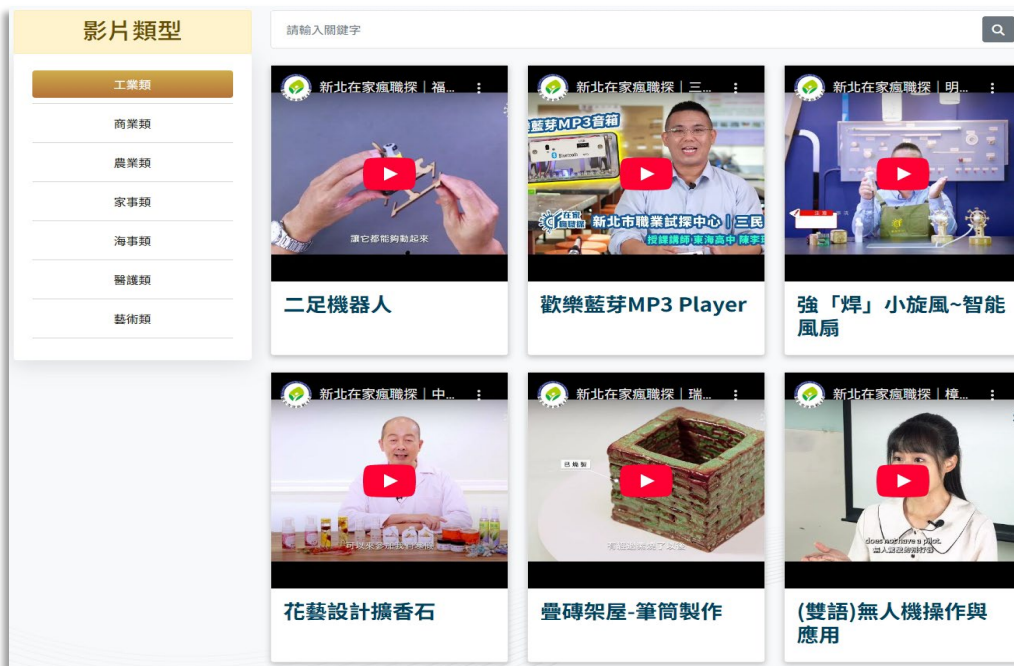 影片類型
工業類
商業類
農業類
家事類
海事類
醫護類
藝術類
請輸入關鍵字
新北在家瘋職探｜福...
讓它都能夠動起來
二足機器人
新北在家瘋職探｜三...
藍芽MP3音箱
在家
新北市職業試探中心｜三民
授課講師 東海高中 陳李
歡樂藍芽MP3 Player
新北在家瘋職探｜明...
強「焊」小旋風~智能
風扇
新北在家瘋職探｜中...
花藝設計擴香石
新北在家瘋職探｜瑞...
疊磚架屋-筆筒製作
新北在家瘋職探｜樟...
does not have a pilot.
(雙語)無人機操作與
應用